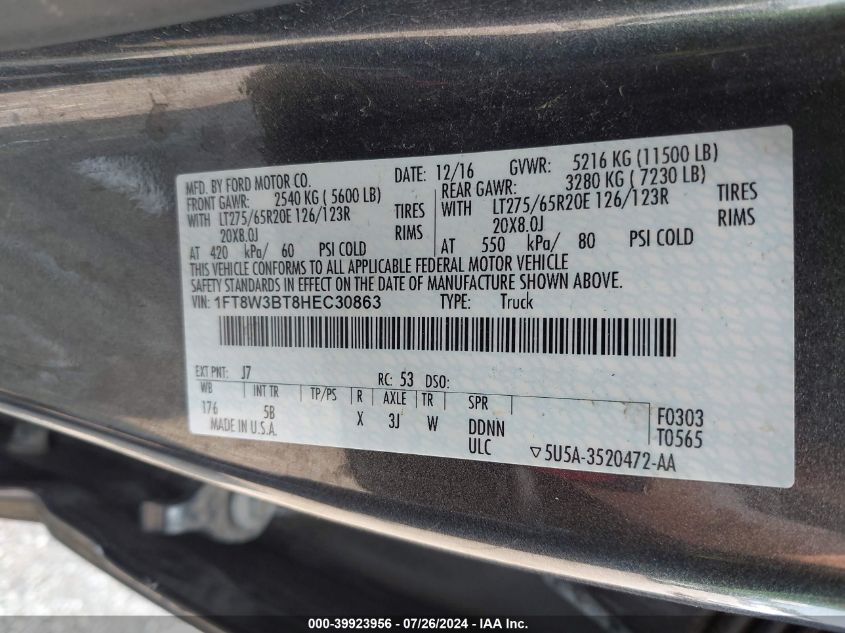 MFD. BY FORD MOTOR CO.
DATE: 12/16 GVWR: 5216 KG (11500 LB)
FRONT GAWR: 2540 KG ( 5600 LB) REAR GAWR: 3280 KG ( 7230 LB)
WITH LT275/65R20E 126/123R TIRES WITH LT275/65R20E 126/123R TIRES
20X8.0J RIMS 20X8.0J RIMS
AT 420 kPa/ 60 PSI COLD AT 550 kPa/ 80 PSI COLD
THIS VEHICLE CONFORMS TO ALL APPLICABLE FEDERAL MOTOR VEHICLE
SAFETY STANDARDS IN EFFECT ON THE DATE OF MANUFACTURE SHOWN ABOVE.
VIN: 1FT8W3BT8HEC30863 TYPE: Truck
EXT PNT: J7 RC: 53 DSO:
WB INT TR TP/PS R AXLE TR SPR
176 5B X 3J W DDNN F0303
MADE IN U.S.A. ULC T0565
▽5U5A-3520472-AA
000-39923956 / 07/26/2024 - IAA Inc.